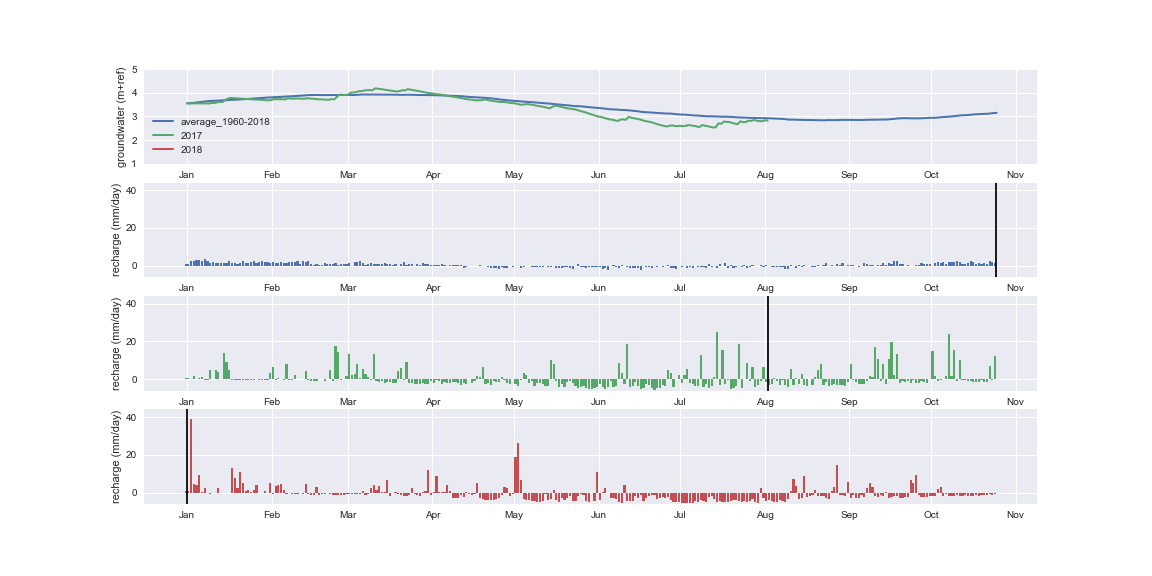 groundwater (m+ref)
5
4
3
2
1
average_1960-2018
2017
2018
Jan Feb Mar Apr May Jun Jul Aug Sep Oct Nov
recharge (mm/day)
40
20
0
Jan Feb Mar Apr May Jun Jul Aug Sep Oct Nov
recharge (mm/day)
40
20
0
Jan Feb Mar Apr May Jun Jul Aug Sep Oct Nov
recharge (mm/day)
40
20
0
Jan Feb Mar Apr May Jun Jul Aug Sep Oct Nov